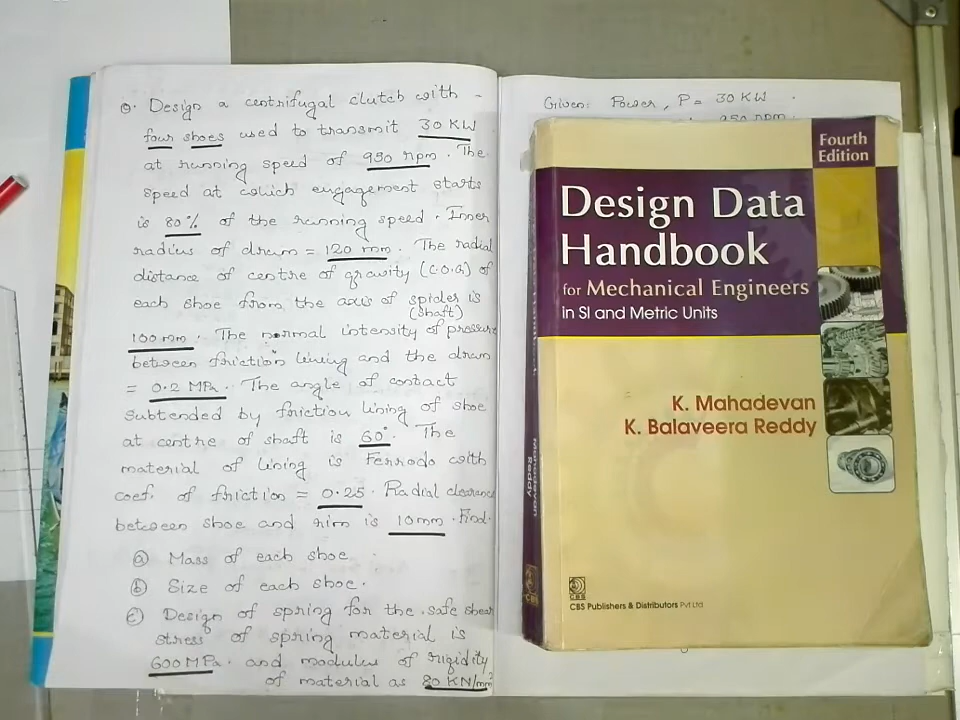 Q. Design a centrifugal clutch with -
four shoes used to transmit 30 KW
at running speed of 950 rpm. The
speed at which engagement starts
is 80% of the running speed. Inner
radius of drum = 120 mm. The radial
distance of centre of gravity (C.O.G) of
each shoe from the axis of spider is
(shaft)
100 mm. The normal intensity of pressure
between friction lining and the drum
= 0.2 MPa. The angle of contact
subtended by friction lining of shoe
at centre of shaft is 60°. The
material of lining is Ferrodo with
coef. of friction = 0.25. Radial clearance
between shoe and rim is 10mm. Find.
(a) Mass of each shoe
(b) Size of each shoe.
(c) Design of spring for the safe shear
stress of spring material is
600 MPa. and modulus of rigidity
of material as 80 KN/mm²
Given: Power, P = 30 KW.
950 rpm.
Fourth
Edition
Design Data
Handbook
for Mechanical Engineers
in SI and Metric Units
K. Mahadevan
K. Balaveera Reddy
CBS
CBS Publishers & Distributors Pvt Ltd
Mahadevan
Reddy
CBS